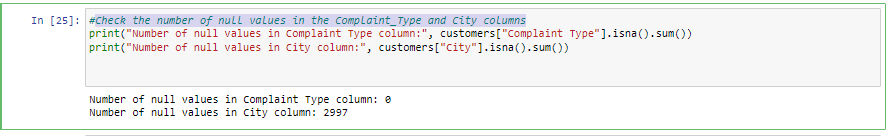 In [25]: #Check the number of null values in the Complaint_Type and City columns
print("Number of null values in Complaint Type column:", customers["Complaint Type"].isna().sum())
print("Number of null values in City column:", customers["City"].isna().sum())
Number of null values in Complaint Type column: 0
Number of null values in City column: 2997